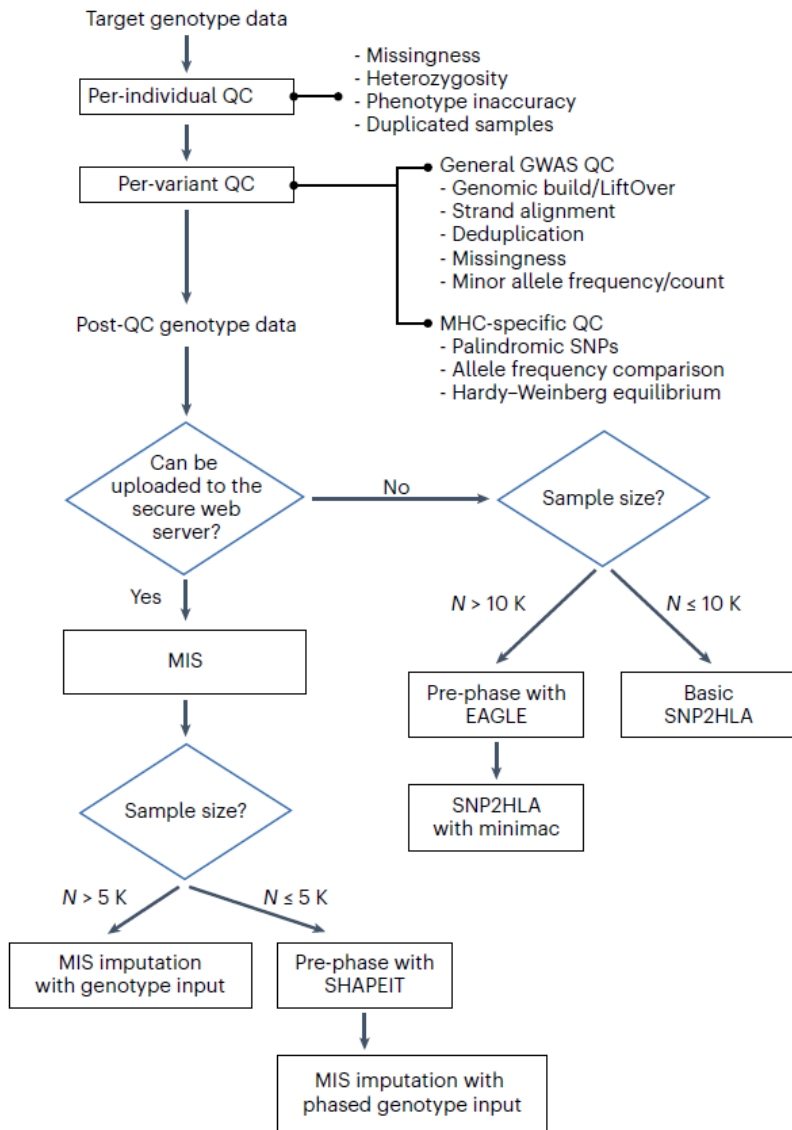 Target genotype data
Per-individual QC
- Missingness
- Heterozygosity
- Phenotype inaccuracy
- Duplicated samples
Per-variant QC
General GWAS QC
- Genomic build/LiftOver
- Strand alignment
- Deduplication
- Missingness
- Minor allele frequency/count
MHC-specific QC
- Palindromic SNPs
- Allele frequency comparison
- Hardy–Weinberg equilibrium
Post-QC genotype data
Can be
uploaded to the
secure web
server?
No
Sample size?
Yes
N > 10 K
N ≤ 10 K
MIS
Pre-phase with
EAGLE
Basic
SNP2HLA
SNP2HLA
with minimac
Sample size?
N > 5 K
N ≤ 5 K
MIS imputation
with genotype input
Pre-phase with
SHAPEIT
MIS imputation with
phased genotype input